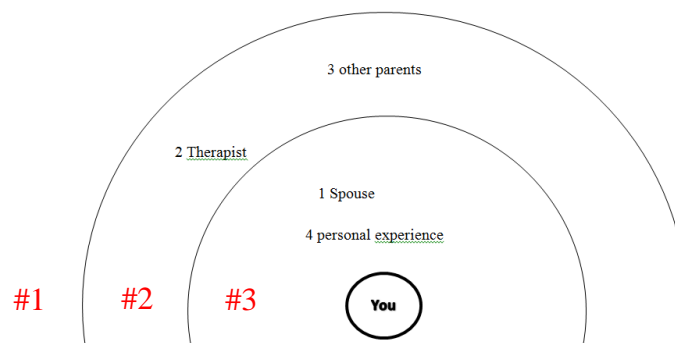 3 other parents
2 Therapist
1 Spouse
4 personal experience
#1 #2 #3
You